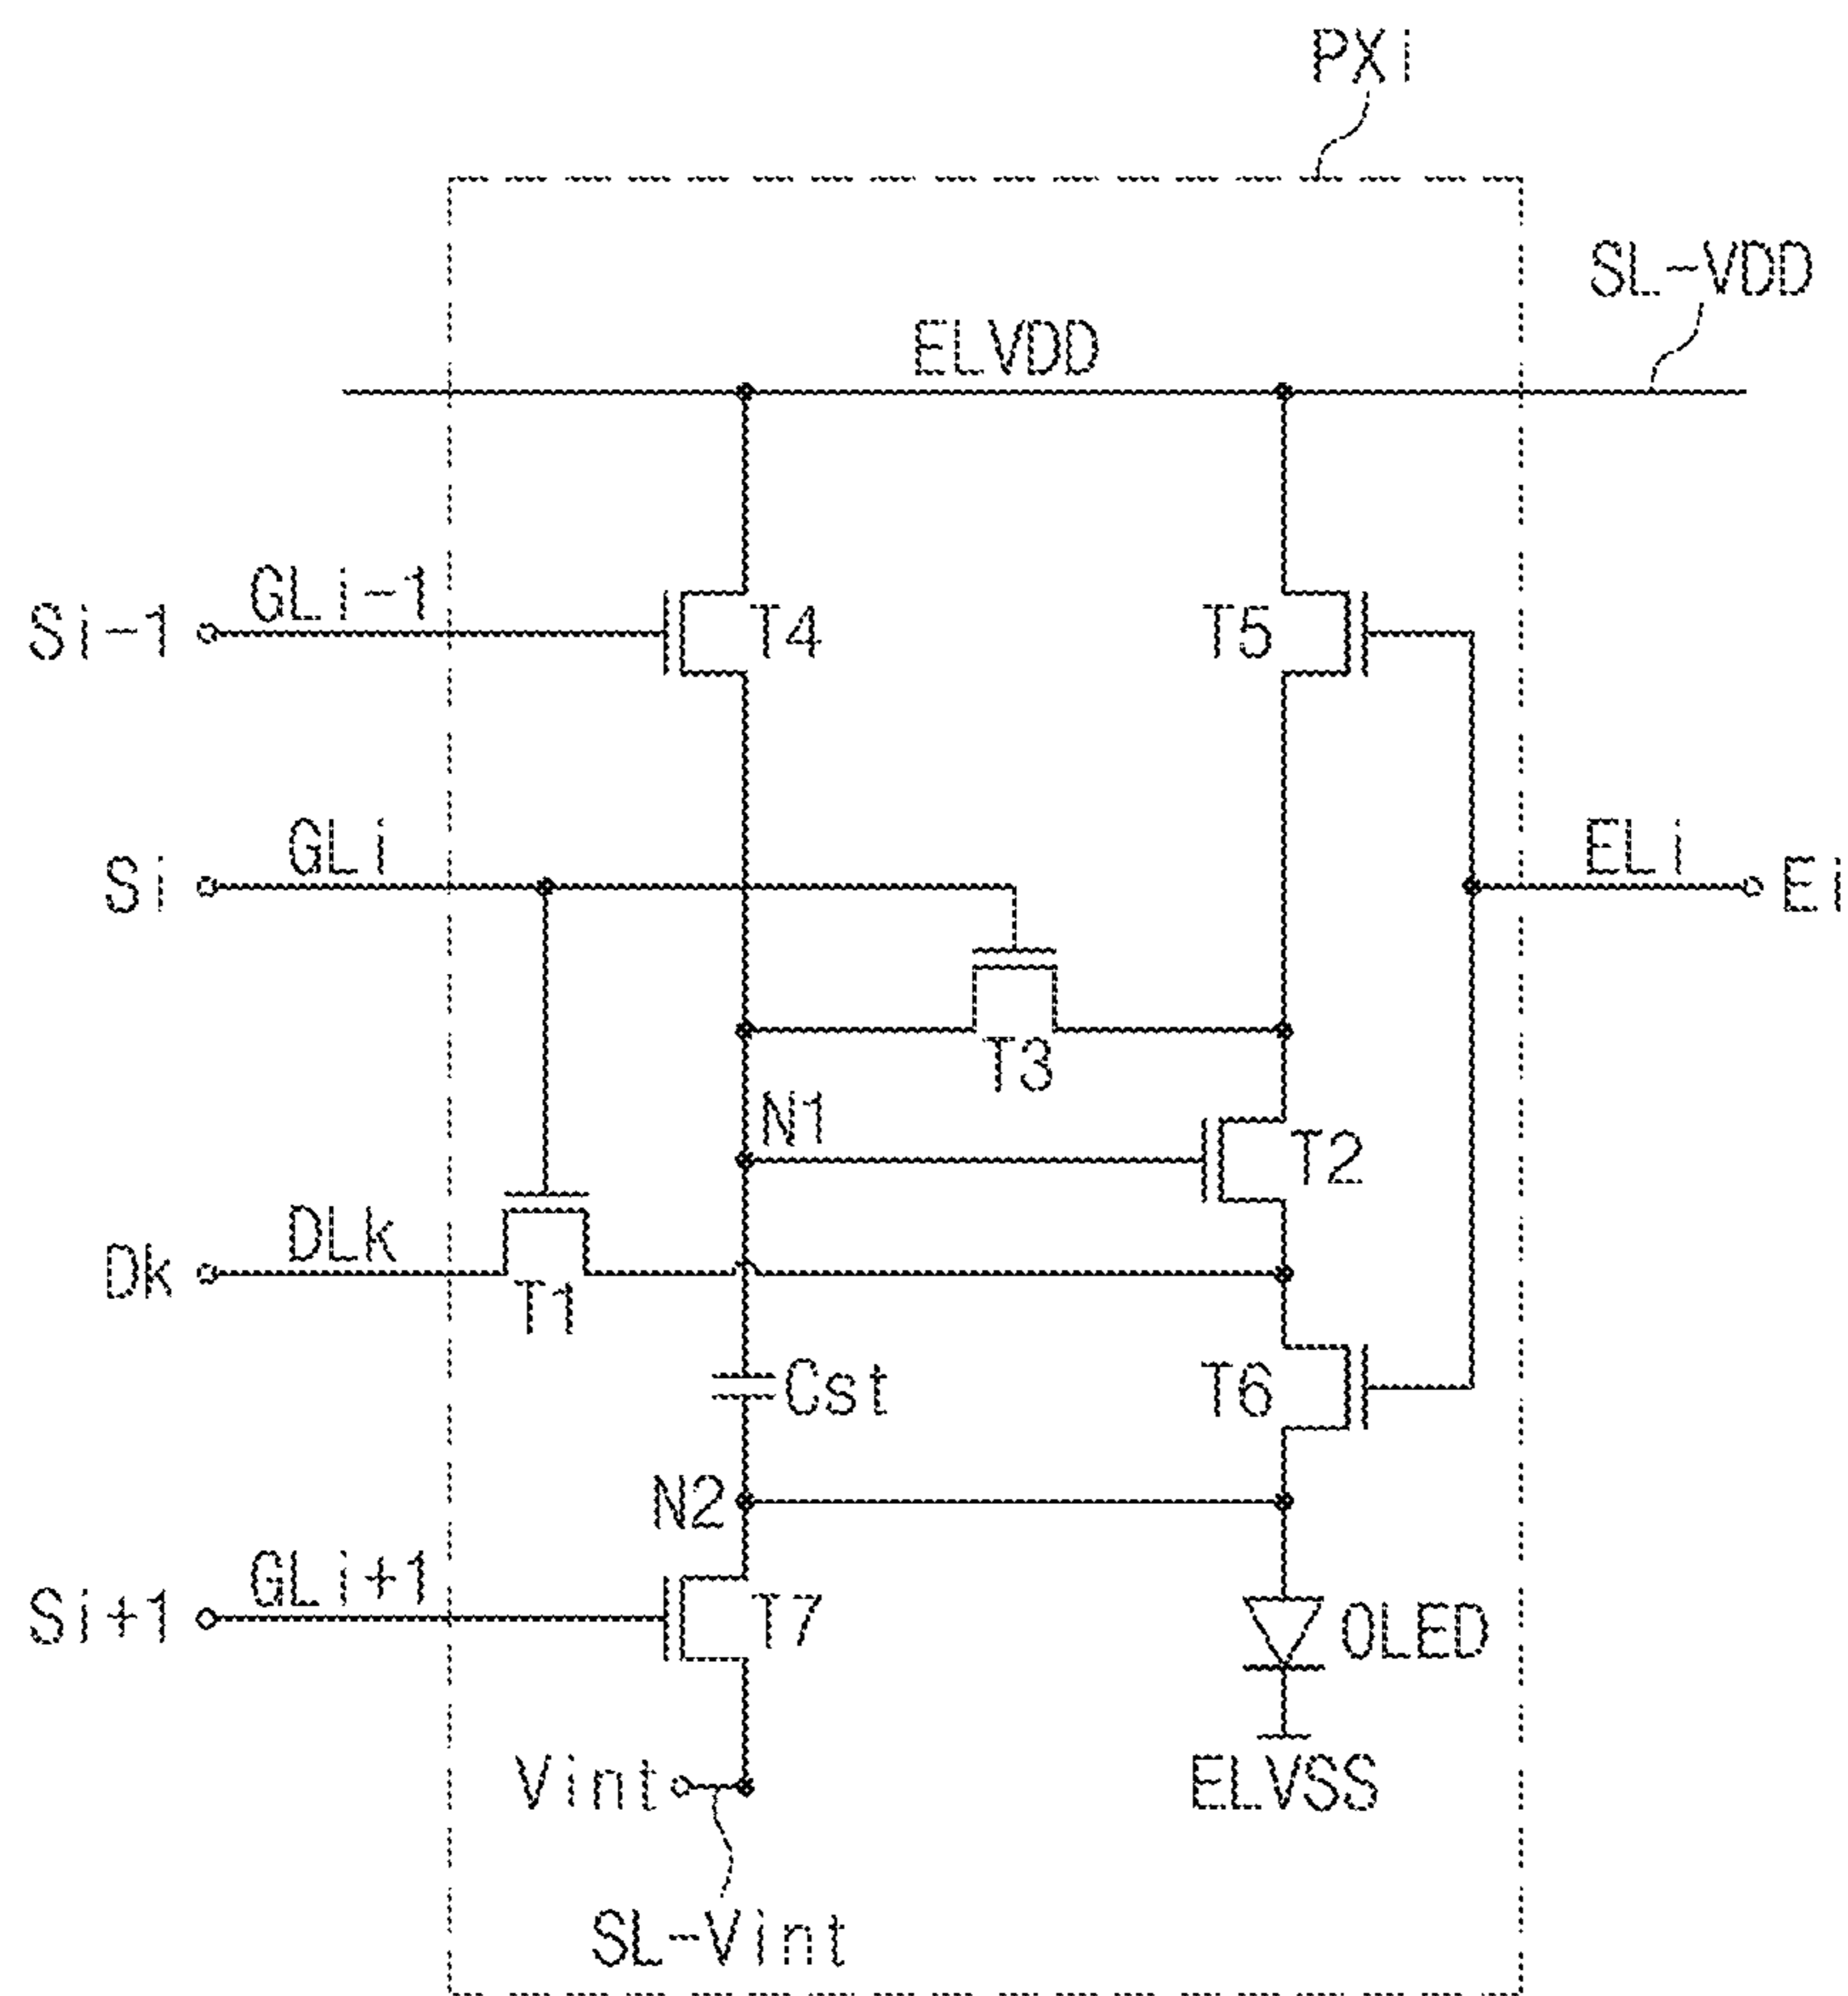 PXi
SL-VDD
ELVDD
GLi-1
Si-1
T4
T5
GLi
Si
ELi
Ei
T3
N1
T2
DLk
Dk
T1
Cst
T6
N2
GLi+1
Si+1
T7
OLED
Vint
ELVSS
SL-Vint